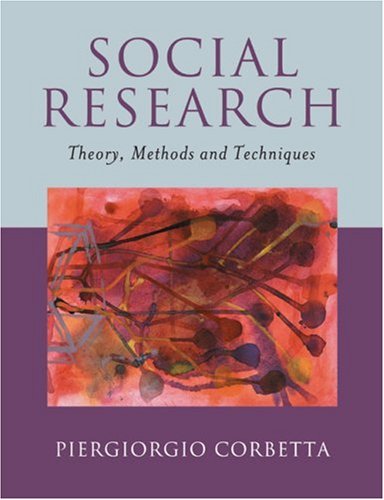 SOCIAL
RESEARCH
Theory, Methods and Techniques
PIERGIORGIO CORBETTA